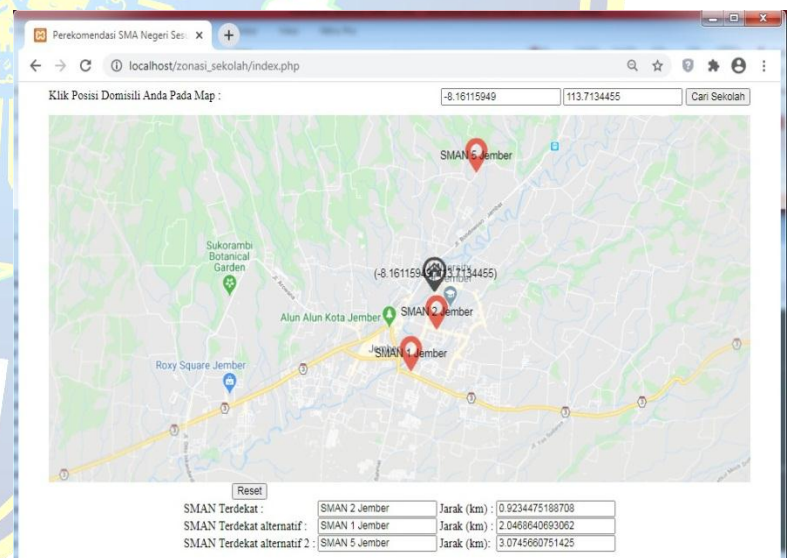 Perekomendasi SMA Negeri Ses
localhost/zonasi_sekolah/index.php
Klik Posisi Domisili Anda Pada Map : -8.16115949 113.7134455 Cari Sekolah
SMAN 5 Jember
Sukorambi
Botanical
Garden
(-8.16115949, 113.7134455)
Alun Alun Kota Jember
SMAN 2 Jember
SMAN 1 Jember
Roxy Square Jember
Reset
SMAN Terdekat : SMAN 2 Jember Jarak (km) : 0.9234475188708
SMAN Terdekat alternatif : SMAN 1 Jember Jarak (km) : 2.0468640693062
SMAN Terdekat alternatif 2 : SMAN 5 Jember Jarak (km): 3.0745660751425